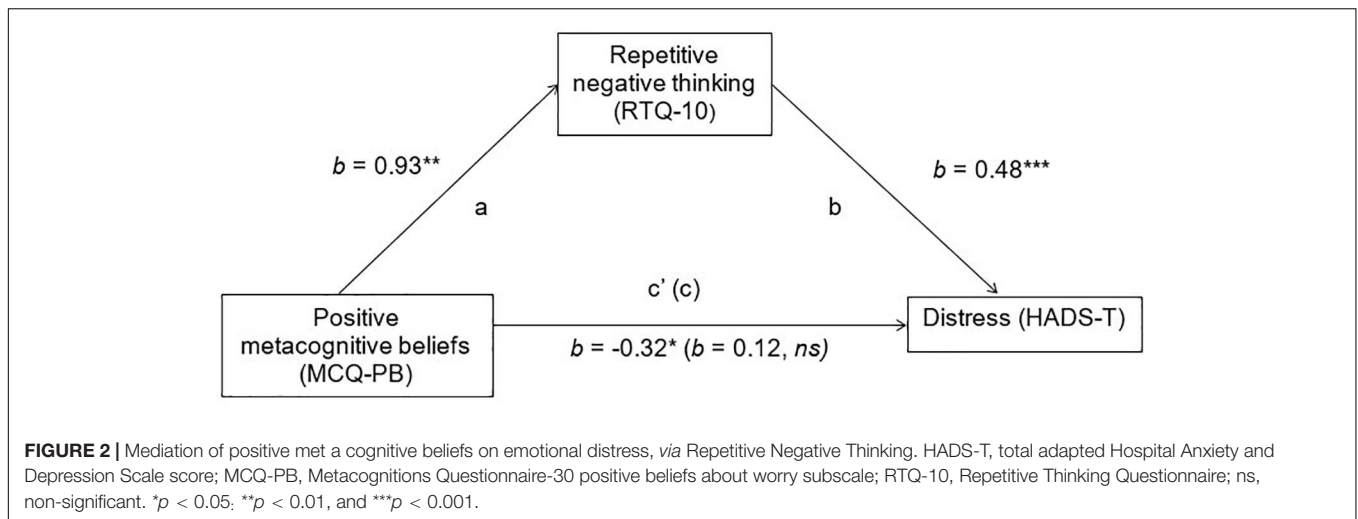 Repetitive
negative thinking
(RTQ-10)
b = 0.93**
b = 0.48***
a
b
c' (c)
Positive
metacognitive beliefs
(MCQ-PB)
Distress (HADS-T)
b = -0.32* (b = 0.12, ns)
FIGURE 2 | Mediation of positive met a cognitive beliefs on emotional distress, via Repetitive Negative Thinking. HADS-T, total adapted Hospital Anxiety and
Depression Scale score; MCQ-PB, Metacognitions Questionnaire-30 positive beliefs about worry subscale; RTQ-10, Repetitive Thinking Questionnaire; ns,
non-significant. *p < 0.05; **p < 0.01, and ***p < 0.001.